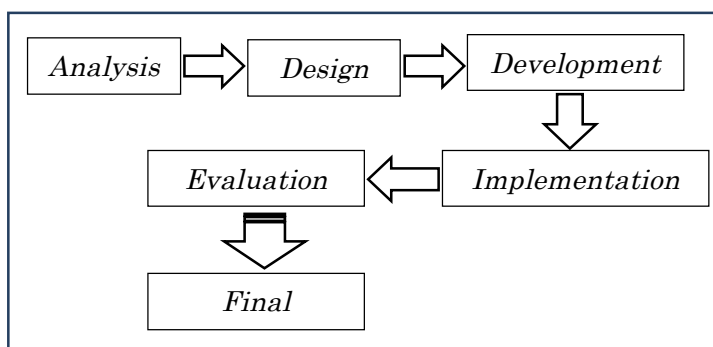 Analysis
Design
Development
Implementation
Evaluation
Final